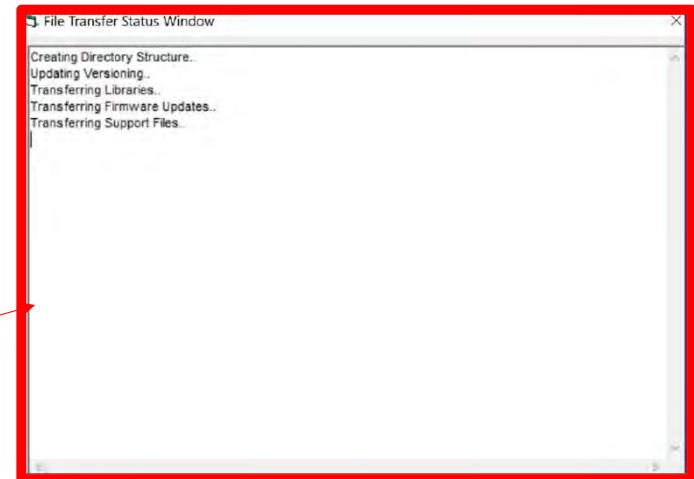 File Transfer Status Window
Creating Directory Structure..
Updating Versioning..
Transferring Libraries..
Transferring Firmware Updates..
Transferring Support Files..